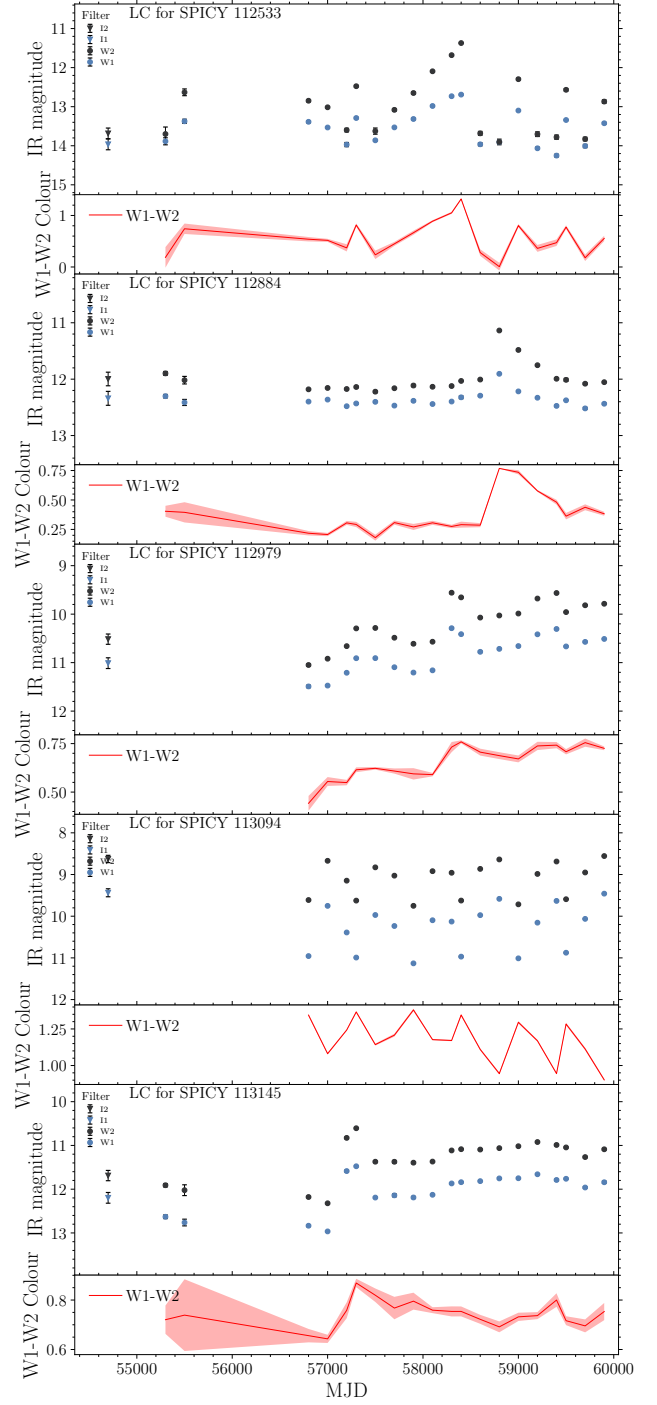 LC for SPICY 112533
Filter
I2
I1
W2
W1
IR magnitude
11
12
13
14
15
W1-W2 Colour
1
0
W1-W2
LC for SPICY 112884
Filter
I2
I1
W2
W1
IR magnitude
11
12
13
W1-W2 Colour
0.75
0.50
0.25
W1-W2
LC for SPICY 112979
Filter
I2
I1
W2
W1
IR magnitude
9
10
11
12
W1-W2 Colour
0.75
0.50
W1-W2
LC for SPICY 113094
Filter
I2
I1
W2
W1
IR magnitude
8
9
10
11
12
W1-W2 Colour
1.25
1.00
W1-W2
LC for SPICY 113145
Filter
I2
I1
W2
W1
IR magnitude
10
11
12
13
W1-W2 Colour
0.8
0.6
W1-W2
55000 56000 57000 58000 59000 60000
MJD